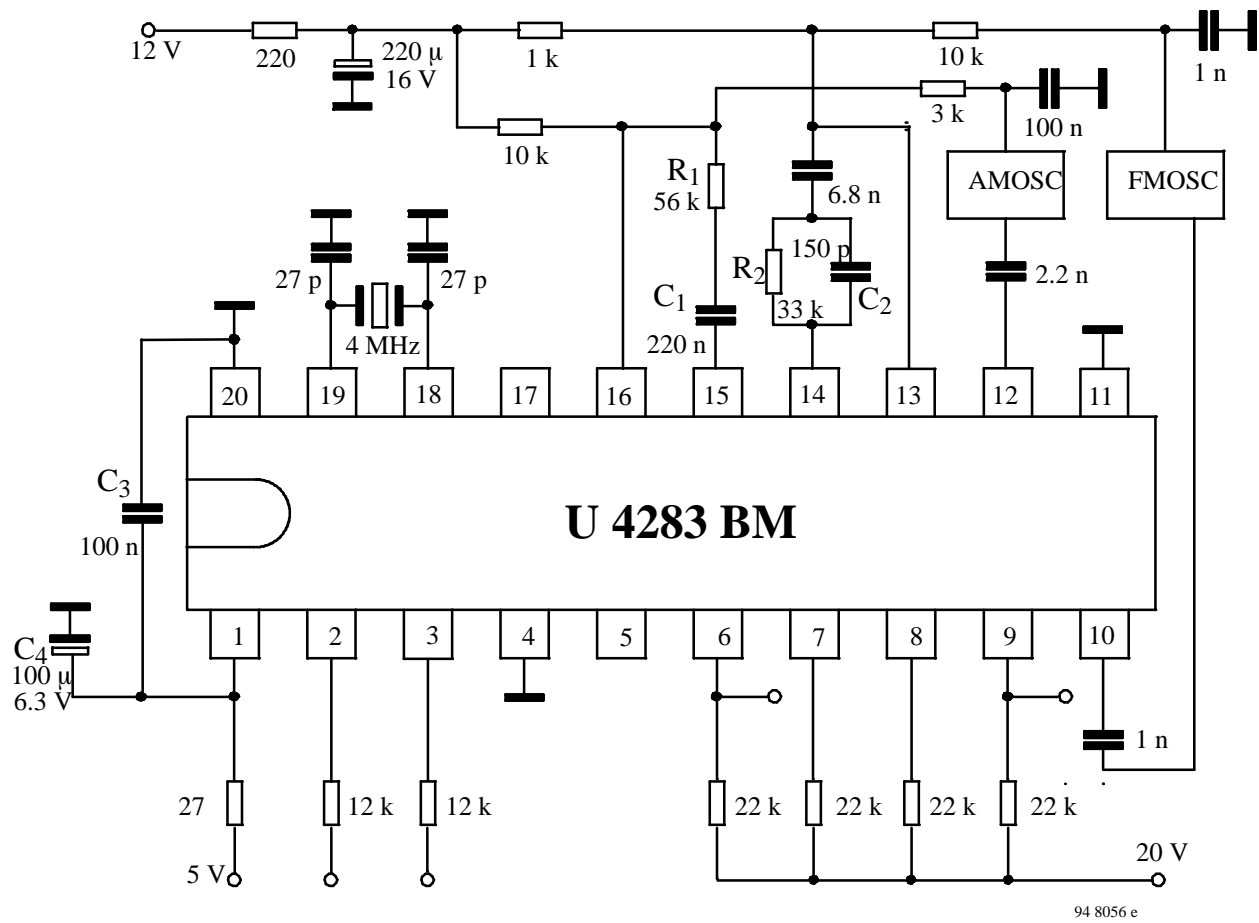 12 V
220
220 µ
16 V
1 k
10 k
1 n
10 k
3 k
100 n
R1
56 k
6.8 n
AMOSC
FMOSC
27 p
27 p
150 p
R2
33 k
C2
2.2 n
4 MHz
C1
220 n
20
19
18
17
16
15
14
13
12
11
C3
100 n
U 4283 BM
1
2
3
4
5
6
7
8
9
10
C4
100 µ
6.3 V
1 n
27
12 k
12 k
22 k
22 k
22 k
22 k
5 V
20 V
94 8056 e